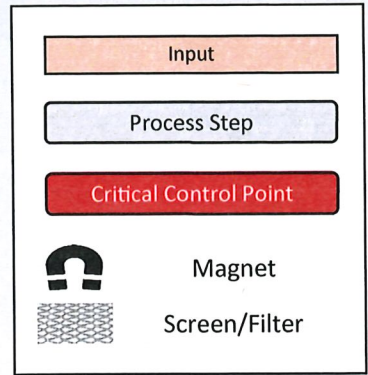 Input
Process Step
Critical Control Point
Magnet
Screen/Filter